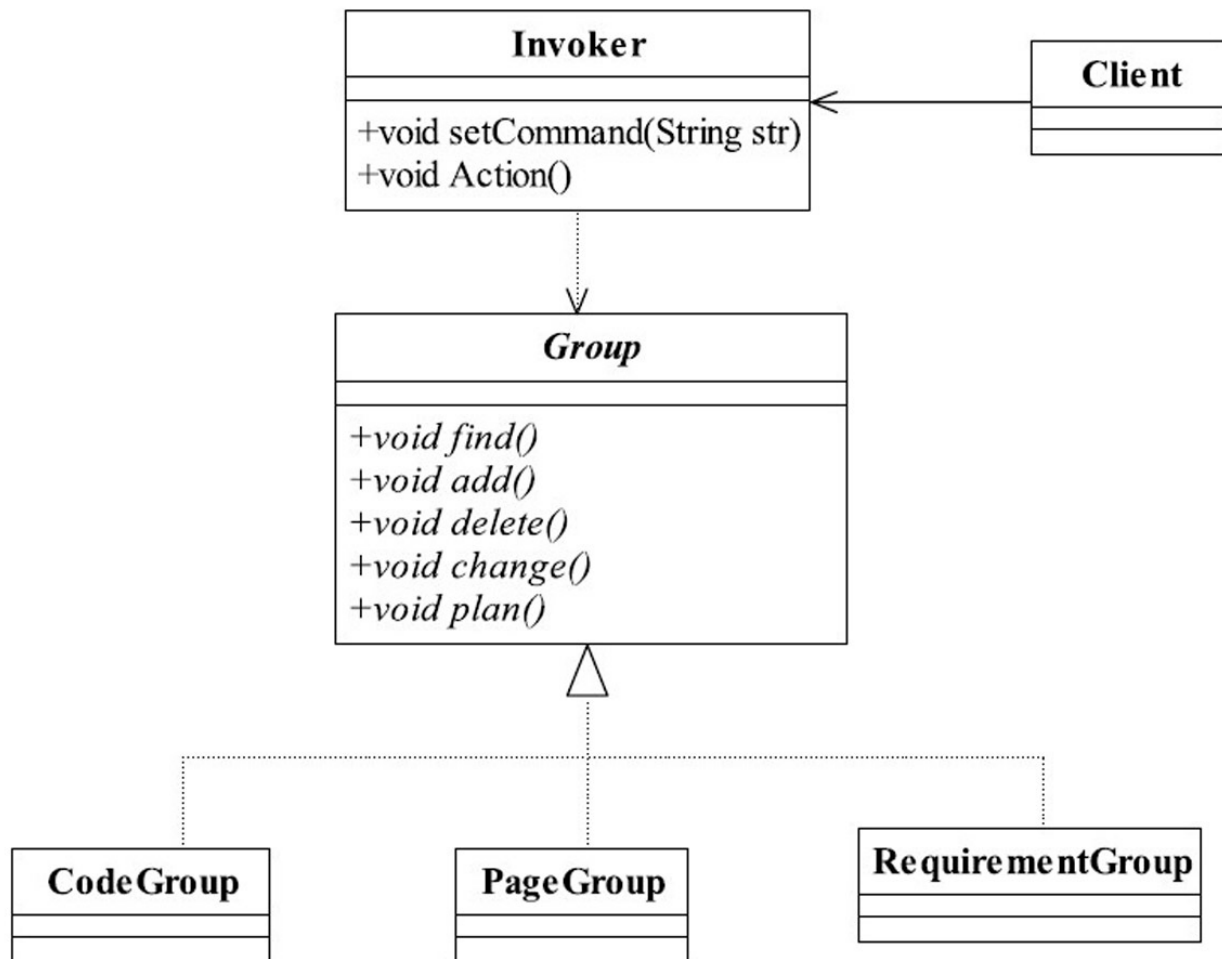 Invoker
+void setCommand(String str)
+void Action()
Client
Group
+void find()
+void add()
+void delete()
+void change()
+void plan()
CodeGroup
PageGroup
RequirementGroup